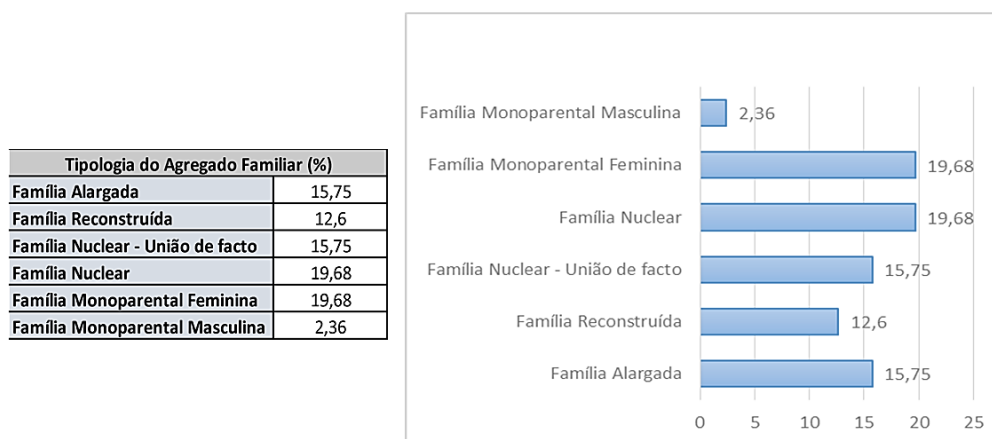 Tipologia do Agregado Familiar (%)
Família Alargada 15,75
Família Reconstruída 12,6
Família Nuclear - União de facto 15,75
Família Nuclear 19,68
Família Monoparental Feminina 19,68
Família Monoparental Masculina 2,36
Família Monoparental Masculina 2,36
Família Monoparental Feminina 19,68
Família Nuclear 19,68
Família Nuclear - União de facto 15,75
Família Reconstruída 12,6
Família Alargada 15,75
0 5 10 15 20 25